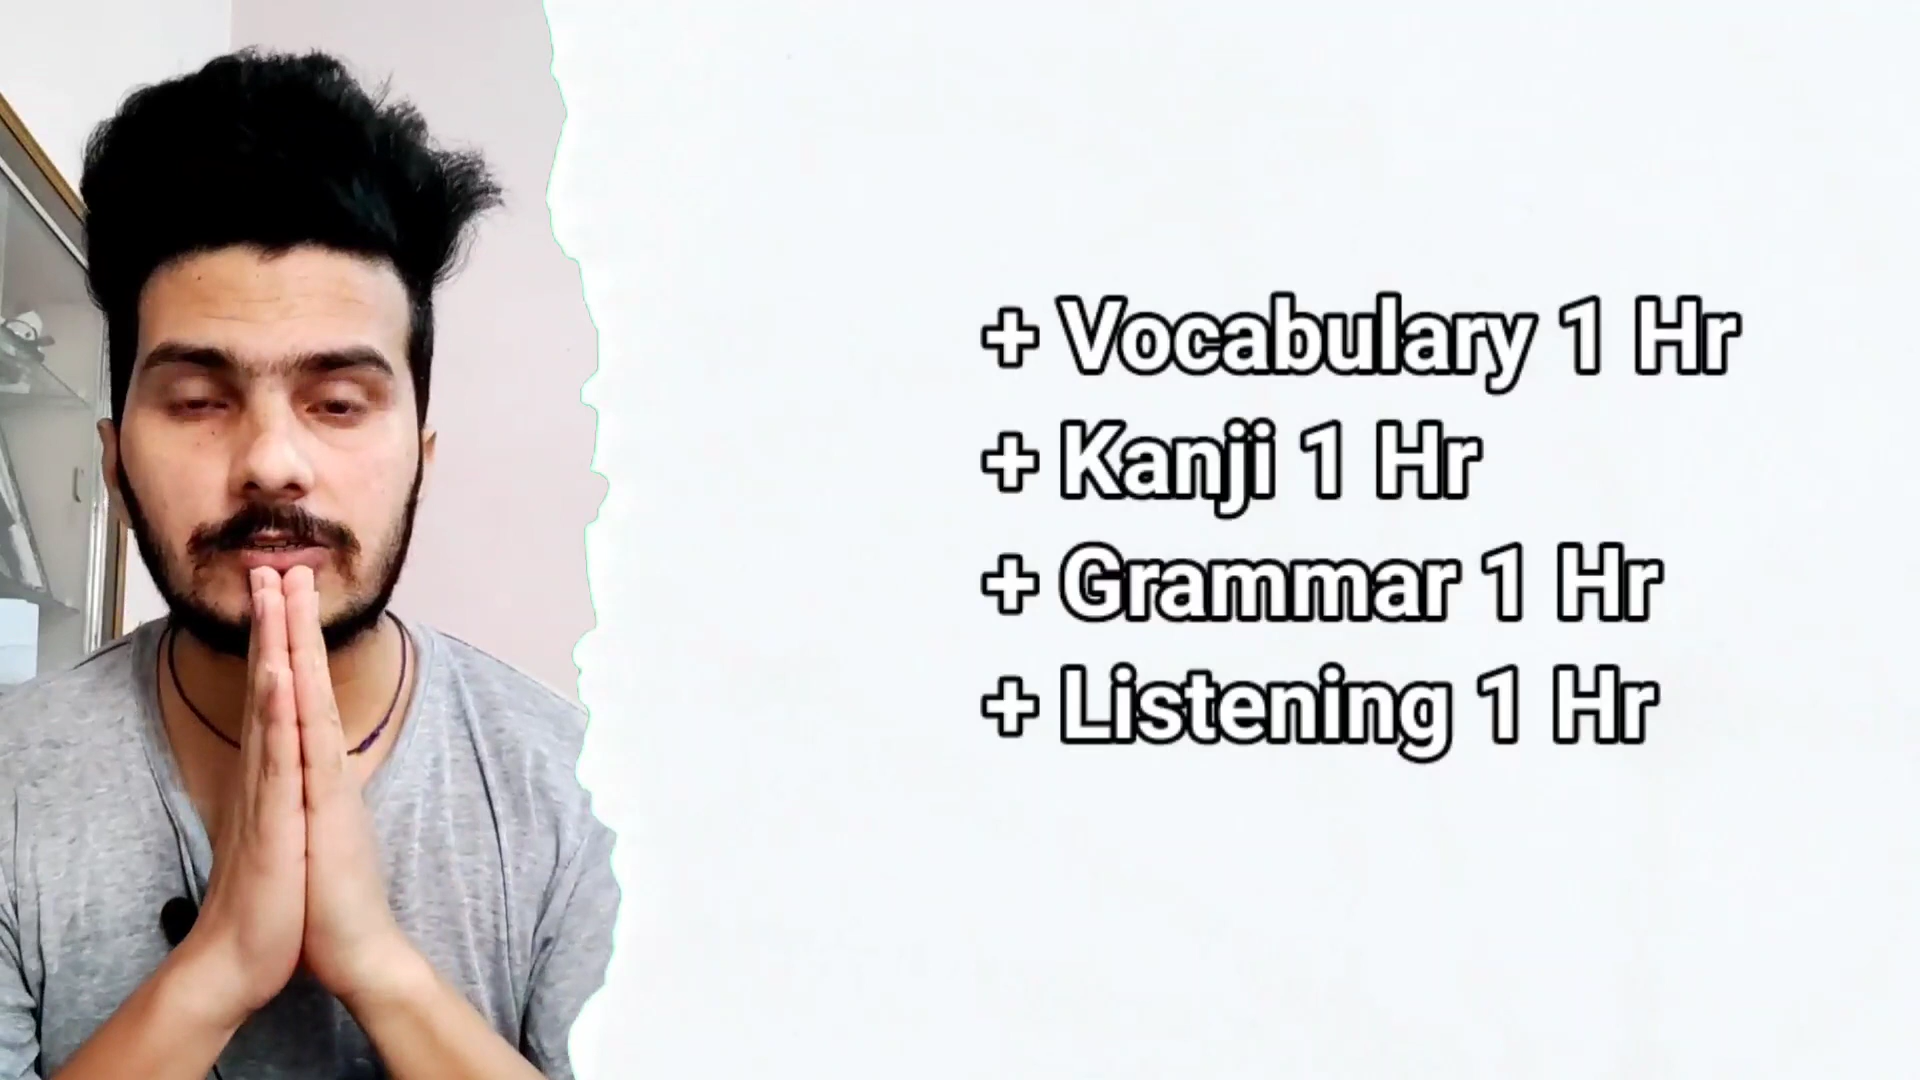 + Vocabulary 1 Hr
+ Kanji 1 Hr
+ Grammar 1 Hr
+ Listening 1 Hr